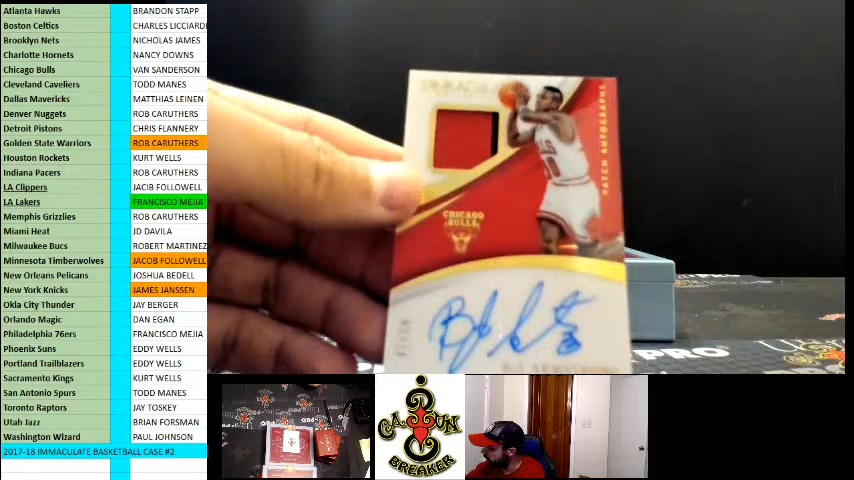 Atlanta Hawks BRANDON STAPP
Boston Celtics CHARLES LICCIARDI
Brooklyn Nets NICHOLAS JAMES
Charlotte Hornets NANCY DOWNS
Chicago Bulls VAN SANDERSON
Cleveland Caveliers TODD MANES
Dallas Mavericks MATTHIAS LEINEN
Denver Nuggets ROB CARUTHERS
Detroit Pistons CHRIS FLANNERY
Golden State Warriors ROB CARUTHERS
Houston Rockets KURT WELLS
Indiana Pacers ROB CARUTHERS
LA Clippers JACIB FOLLOWELL
LA Lakers FRANCISCO MEJIA
Memphis Grizzlies ROB CARUTHERS
Miami Heat JD DAVILA
Milwaukee Bucs ROBERT MARTINEZ
Minnesota Timberwolves JACOB FOLLOWELL
New Orleans Pelicans JOSHUA BEDELL
New York Knicks JAMES JANSSEN
Okla City Thunder JAY BERGER
Orlando Magic DAN EGAN
Philadelphia 76ers FRANCISCO MEJIA
Phoenix Suns EDDY WELLS
Portland Trailblazers EDDY WELLS
Sacramento Kings KURT WELLS
San Antonio Spurs TODD MANES
Toronto Raptors JAY TOSKEY
Utah Jazz BRIAN FORSMAN
Washington Wizard PAUL JOHNSON
2017-18 IMMACULATE BASKETBALL CASE #2
PATCH AUTOGRAPHS
CHICAGO
BULLS
PRO
CAJUN
BREAKER